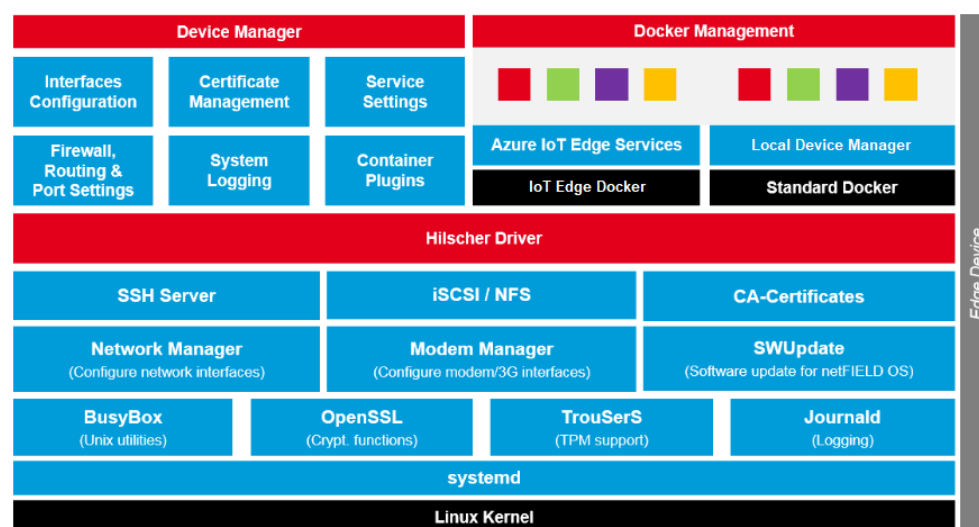 Device Manager
Docker Management
Interfaces
Configuration
Certificate
Management
Service
Settings
Firewall,
Routing &
Port Settings
System
Logging
Container
Plugins
Azure IoT Edge Services
Local Device Manager
IoT Edge Docker
Standard Docker
Hilscher Driver
SSH Server
iSCSI / NFS
CA-Certificates
Network Manager
(Configure network interfaces)
Modem Manager
(Configure modem/3G interfaces)
SWUpdate
(Software update for netFIELD OS)
BusyBox
(Unix utilities)
OpenSSL
(Crypt. functions)
TrouSerS
(TPM support)
Journald
(Logging)
systemd
Linux Kernel
Edge Device